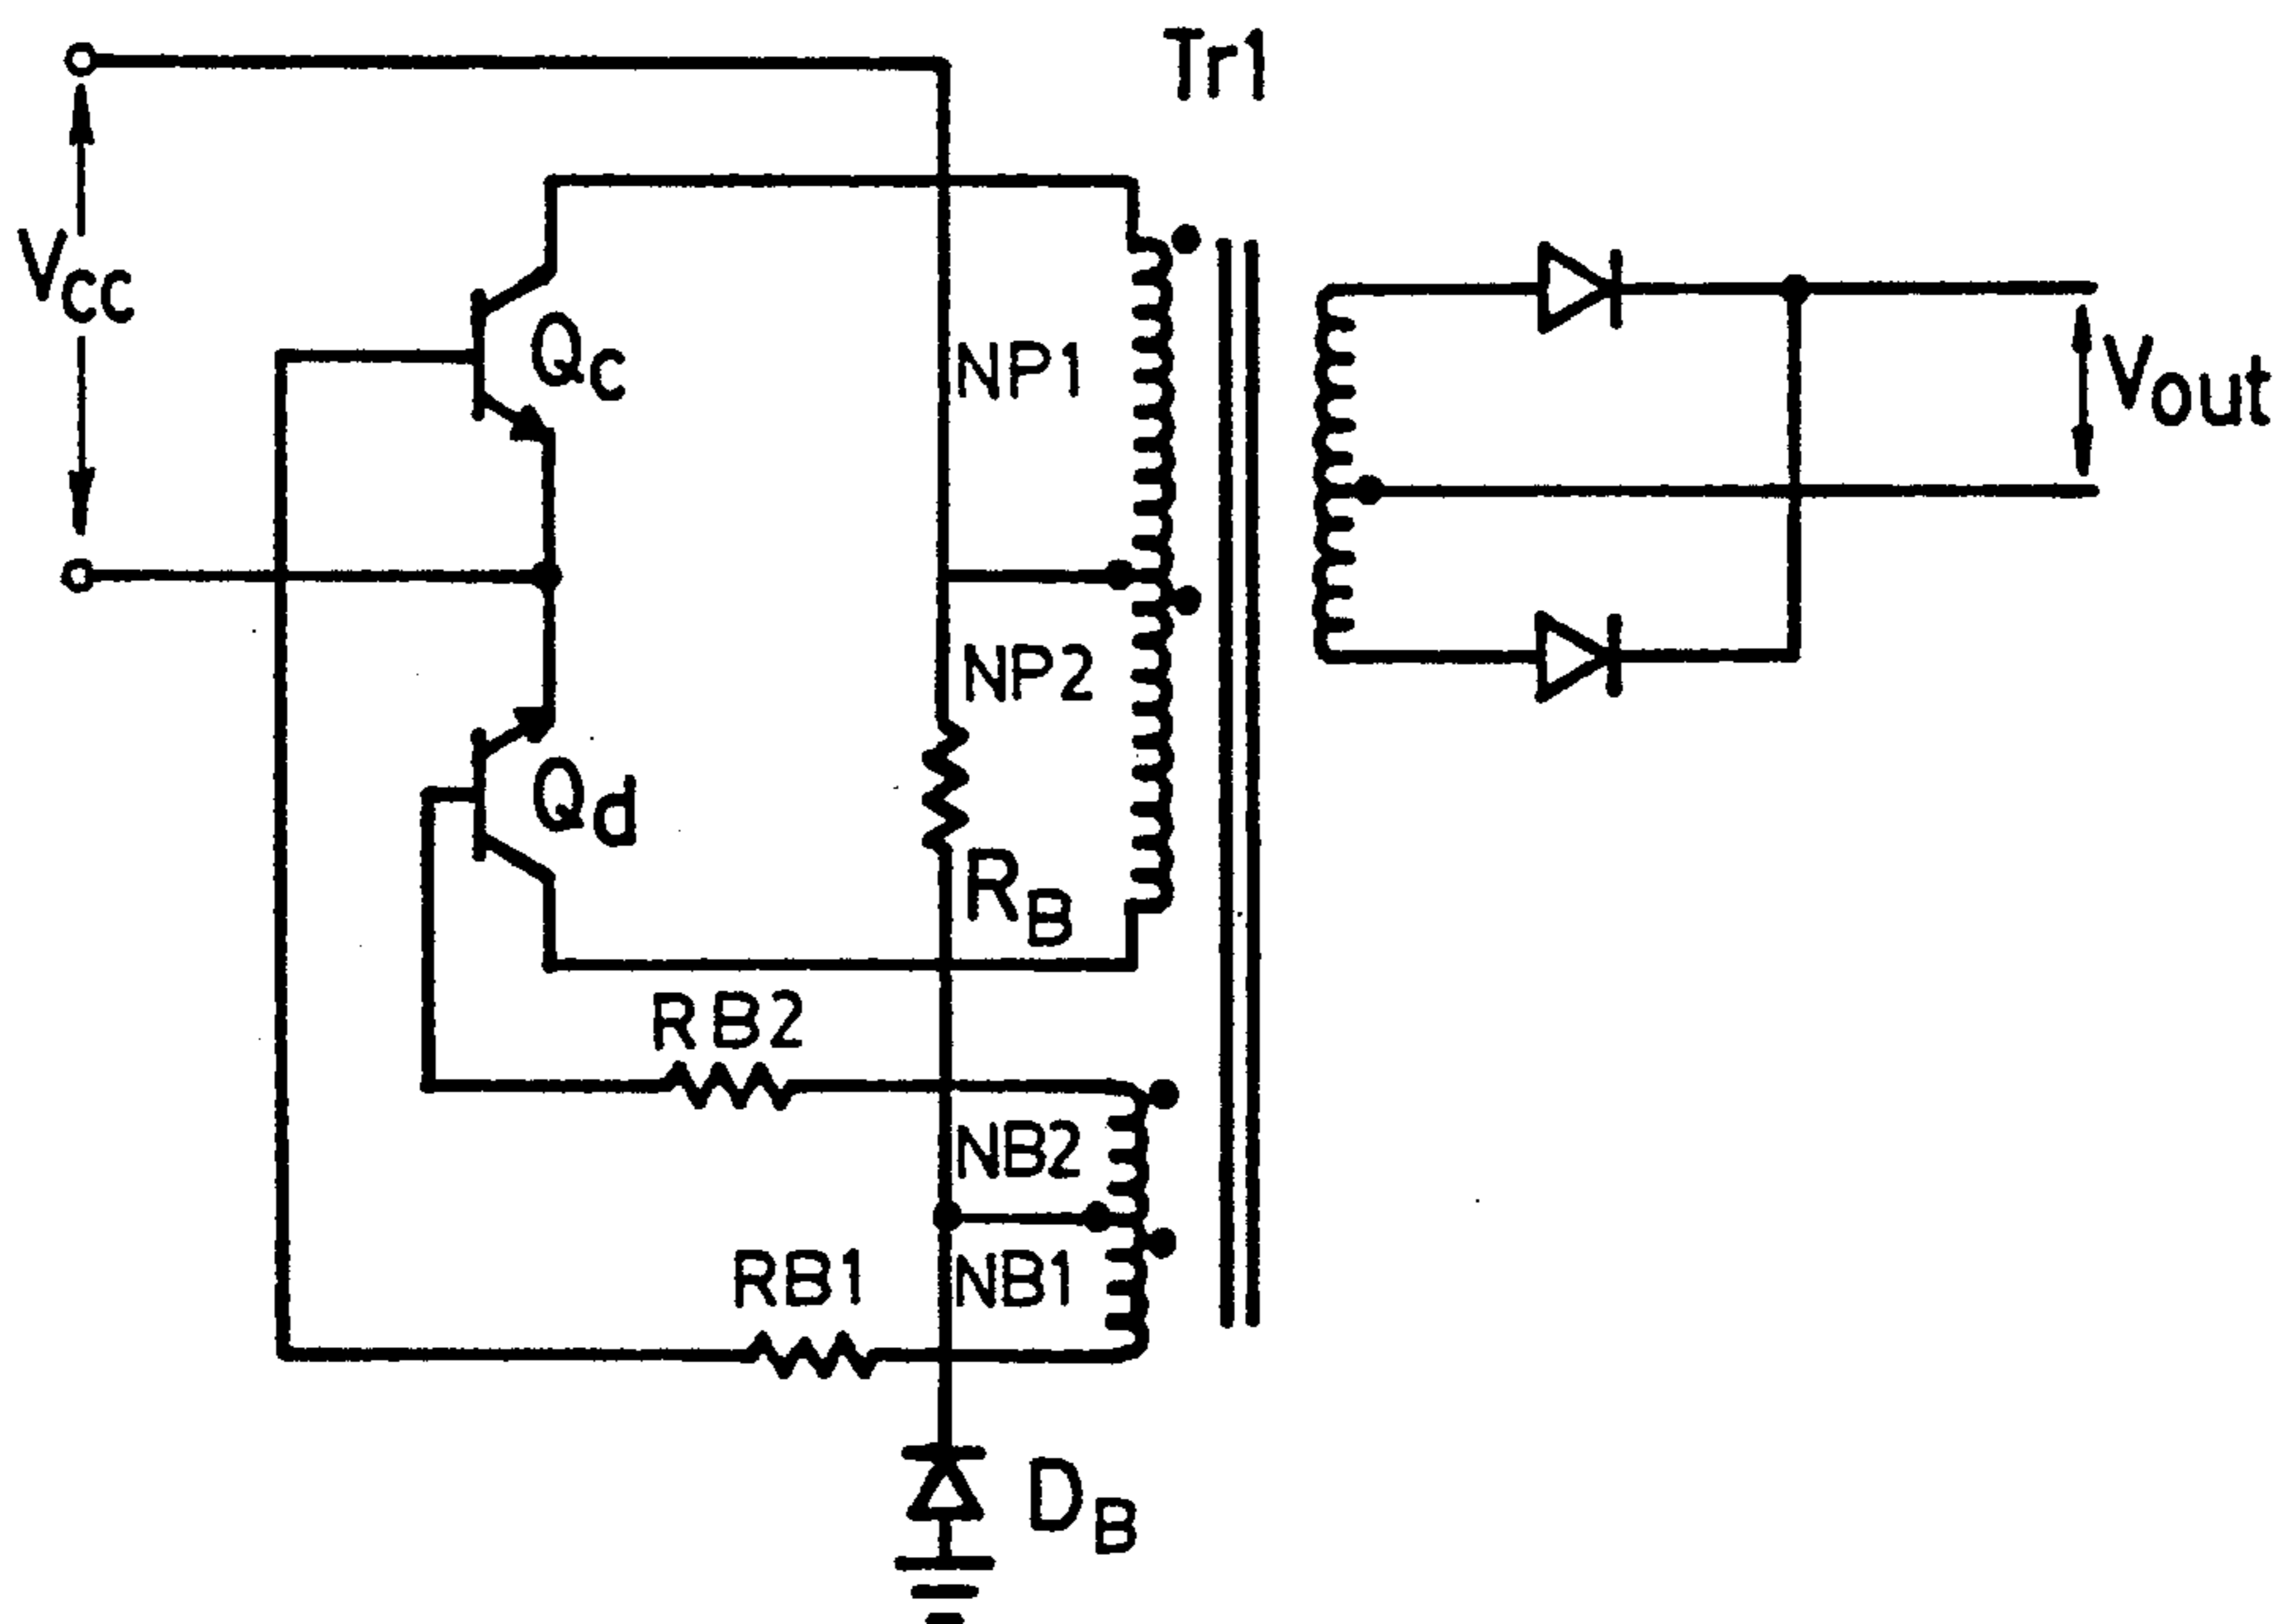 Tr1
VCC
QC
NP1
Vout
NP2
Qd
RB
RB2
NB2
RB1
NB1
DB